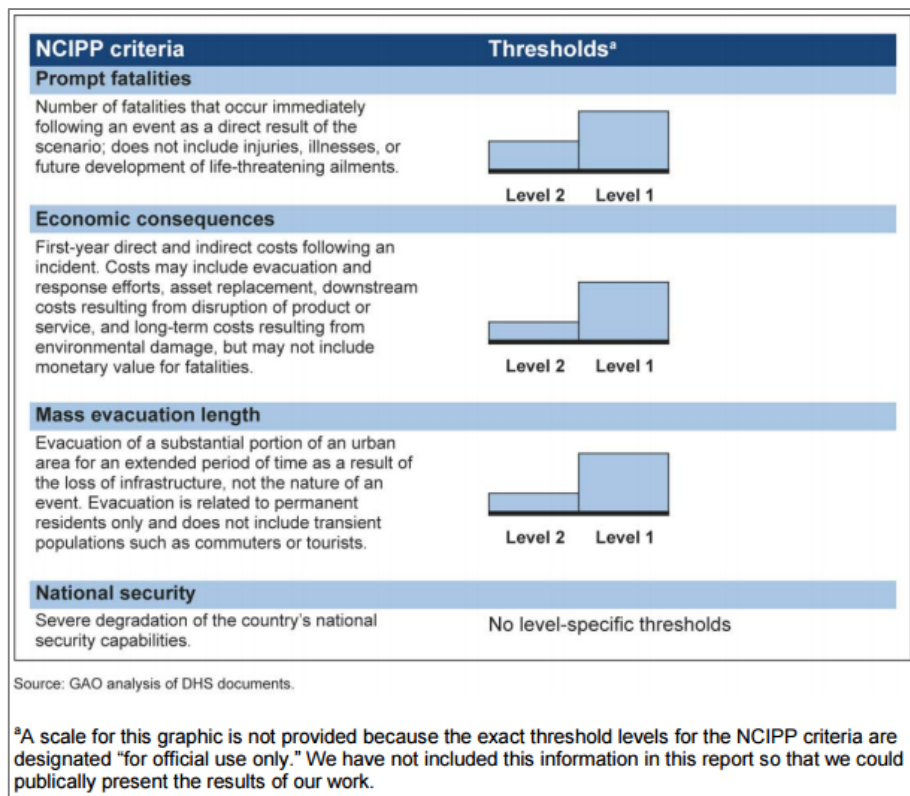 NCIPP criteria Thresholdsᵃ
Prompt fatalities
Number of fatalities that occur immediately
following an event as a direct result of the
scenario; does not include injuries, illnesses, or
future development of life-threatening ailments.
Level 2 Level 1
Economic consequences
First-year direct and indirect costs following an
incident. Costs may include evacuation and
response efforts, asset replacement, downstream
costs resulting from disruption of product or
service, and long-term costs resulting from
environmental damage, but may not include
monetary value for fatalities.
Level 2 Level 1
Mass evacuation length
Evacuation of a substantial portion of an urban
area for an extended period of time as a result of
the loss of infrastructure, not the nature of an
event. Evacuation is related to permanent
residents only and does not include transient
populations such as commuters or tourists.
Level 2 Level 1
National security
Severe degradation of the country's national
security capabilities.
No level-specific thresholds
Source: GAO analysis of DHS documents.
ᵃA scale for this graphic is not provided because the exact threshold levels for the NCIPP criteria are
designated “for official use only.” We have not included this information in this report so that we could
publically present the results of our work.